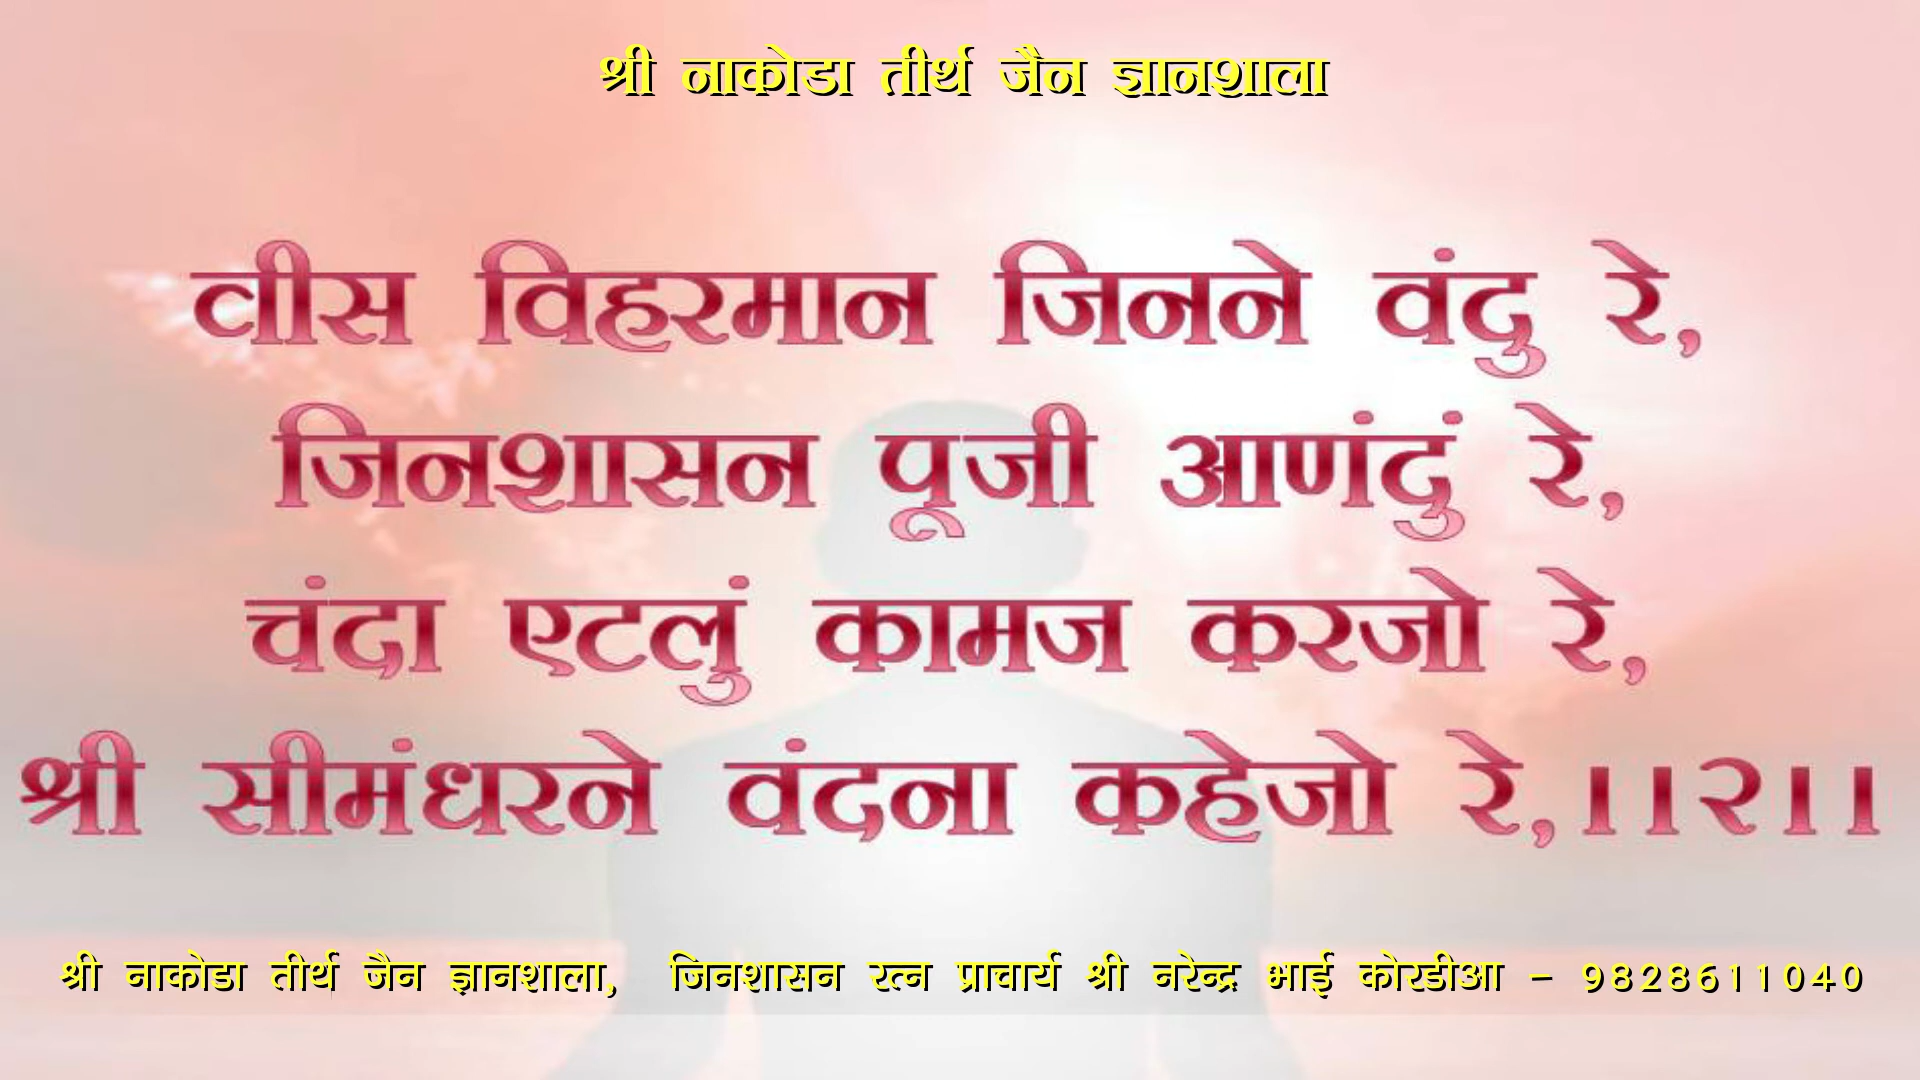 श्री नाकोडा तीर्थ जैन ज्ञानशाला
वीस विहरमान जिनने वंदु रे,
जिनशासन पूजी आणंदुं रे,
चंदा एटलुं कामज करजो रे,
श्री सीमंधरने वंदना कहेजो रे,।।२।।
श्री नाकोडा तीर्थ जैन ज्ञानशाला, जिनशासन रत्न प्राचार्य श्री नरेन्द्र भाई कोरडीआ - 9828611040